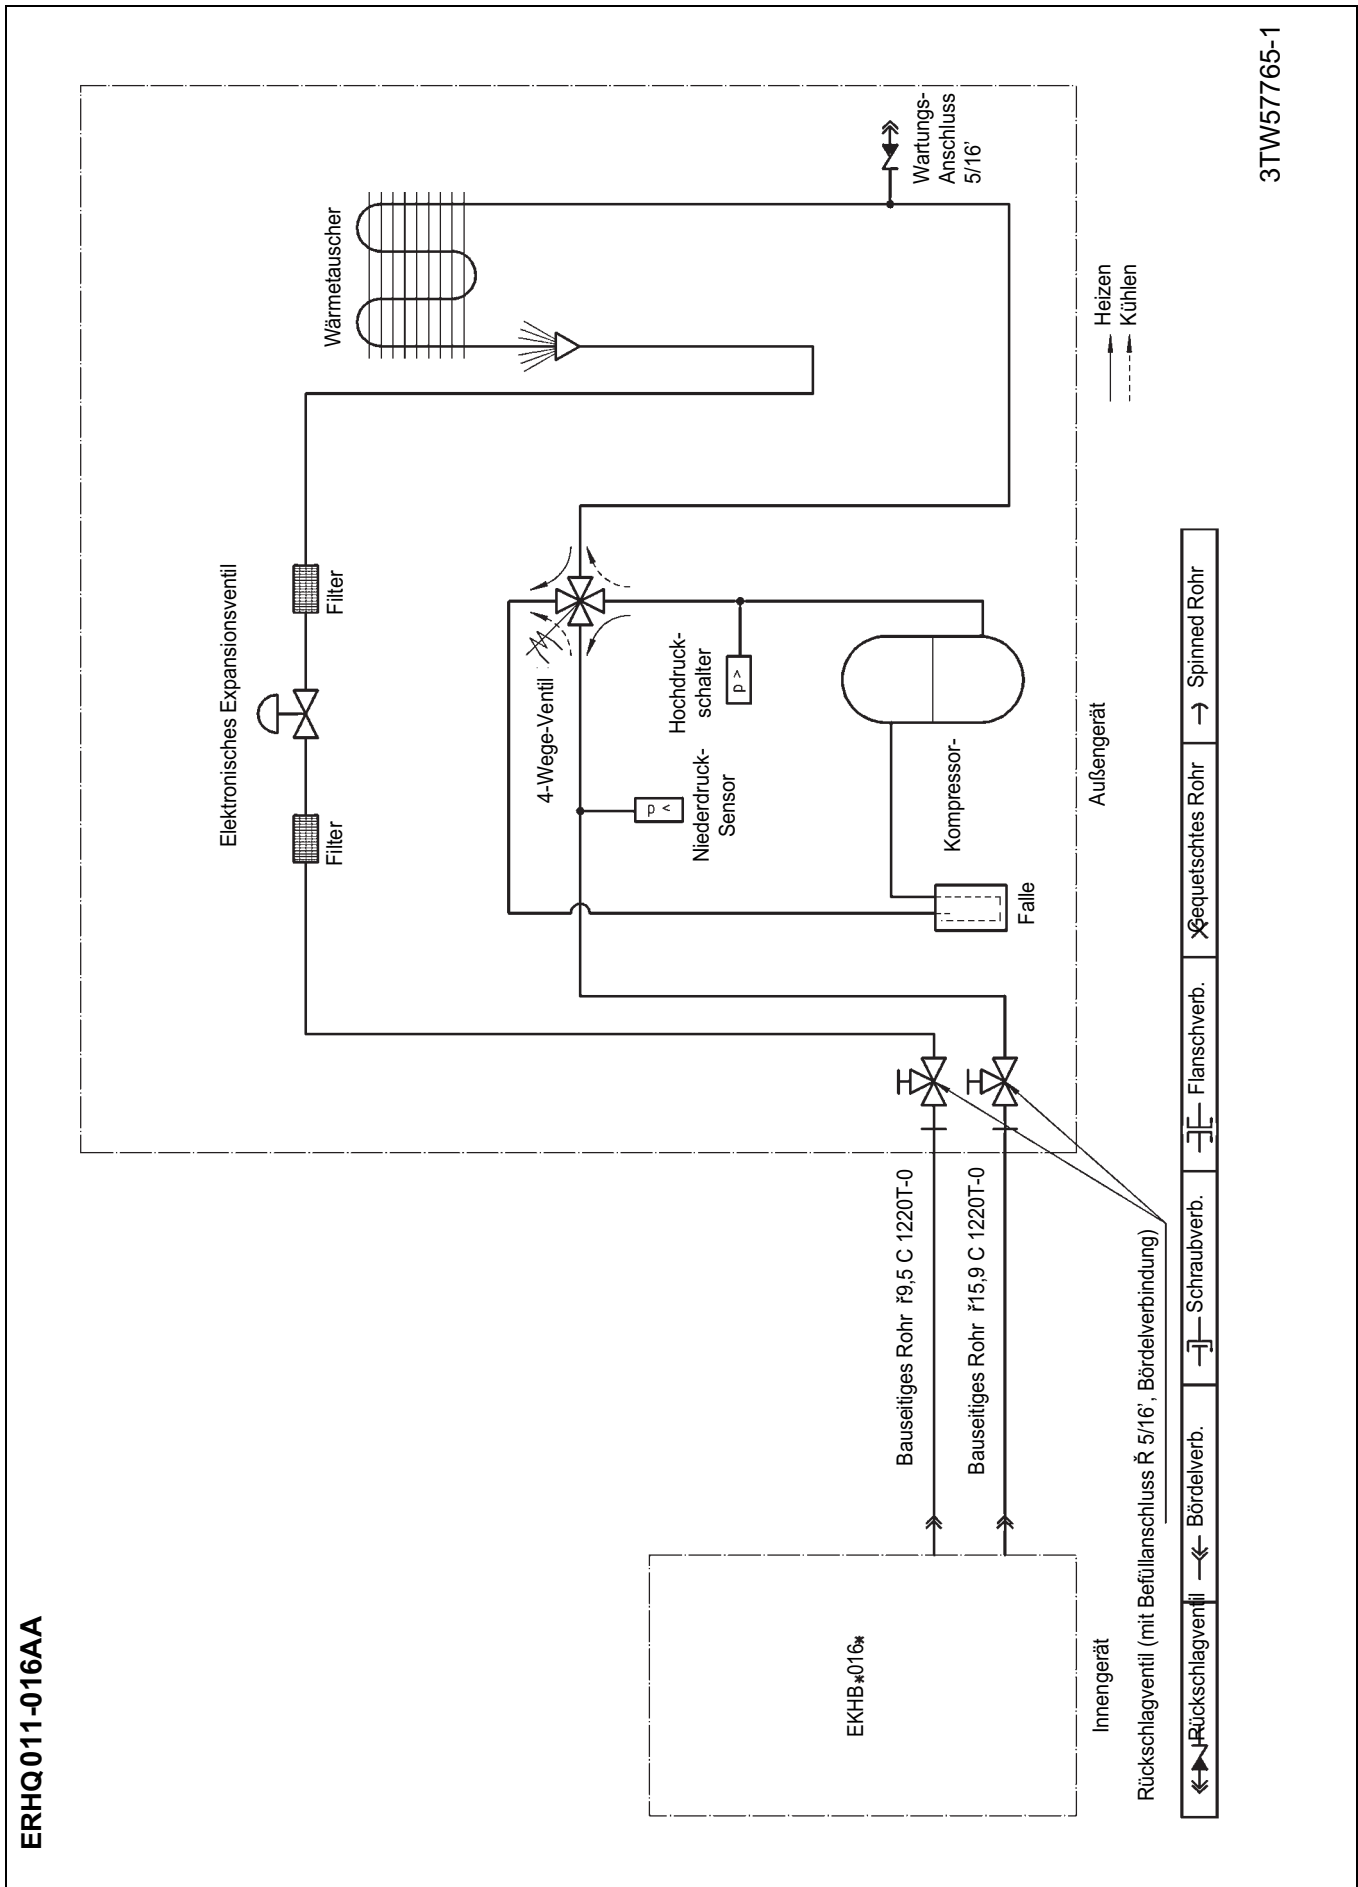 ERHQ011-016AA
Elektronisches Expansionsventil
Filter
Filter
Wärmetauscher
4-Wege-Ventil
Niederdruck-
Sensor
p <
Hochdruck-
schalter
p >
Kompressor-
Falle
Wartungs-
Anschluss
5/16'
Bauseitiges Rohr ř9,5 C 1220T-0
Bauseitiges Rohr ř15,9 C 1220T-0
EKHB*016*
Innengerät
Außengerät
Heizen
Kühlen
Rückschlagventil (mit Befüllanschluss Ř 5/16', Bördelverbindung)
Rückschlagventil
Bördelverb.
Schraubverb.
Flanschverb.
Gequetschtes Rohr
Spinned Rohr
3TW57765-1